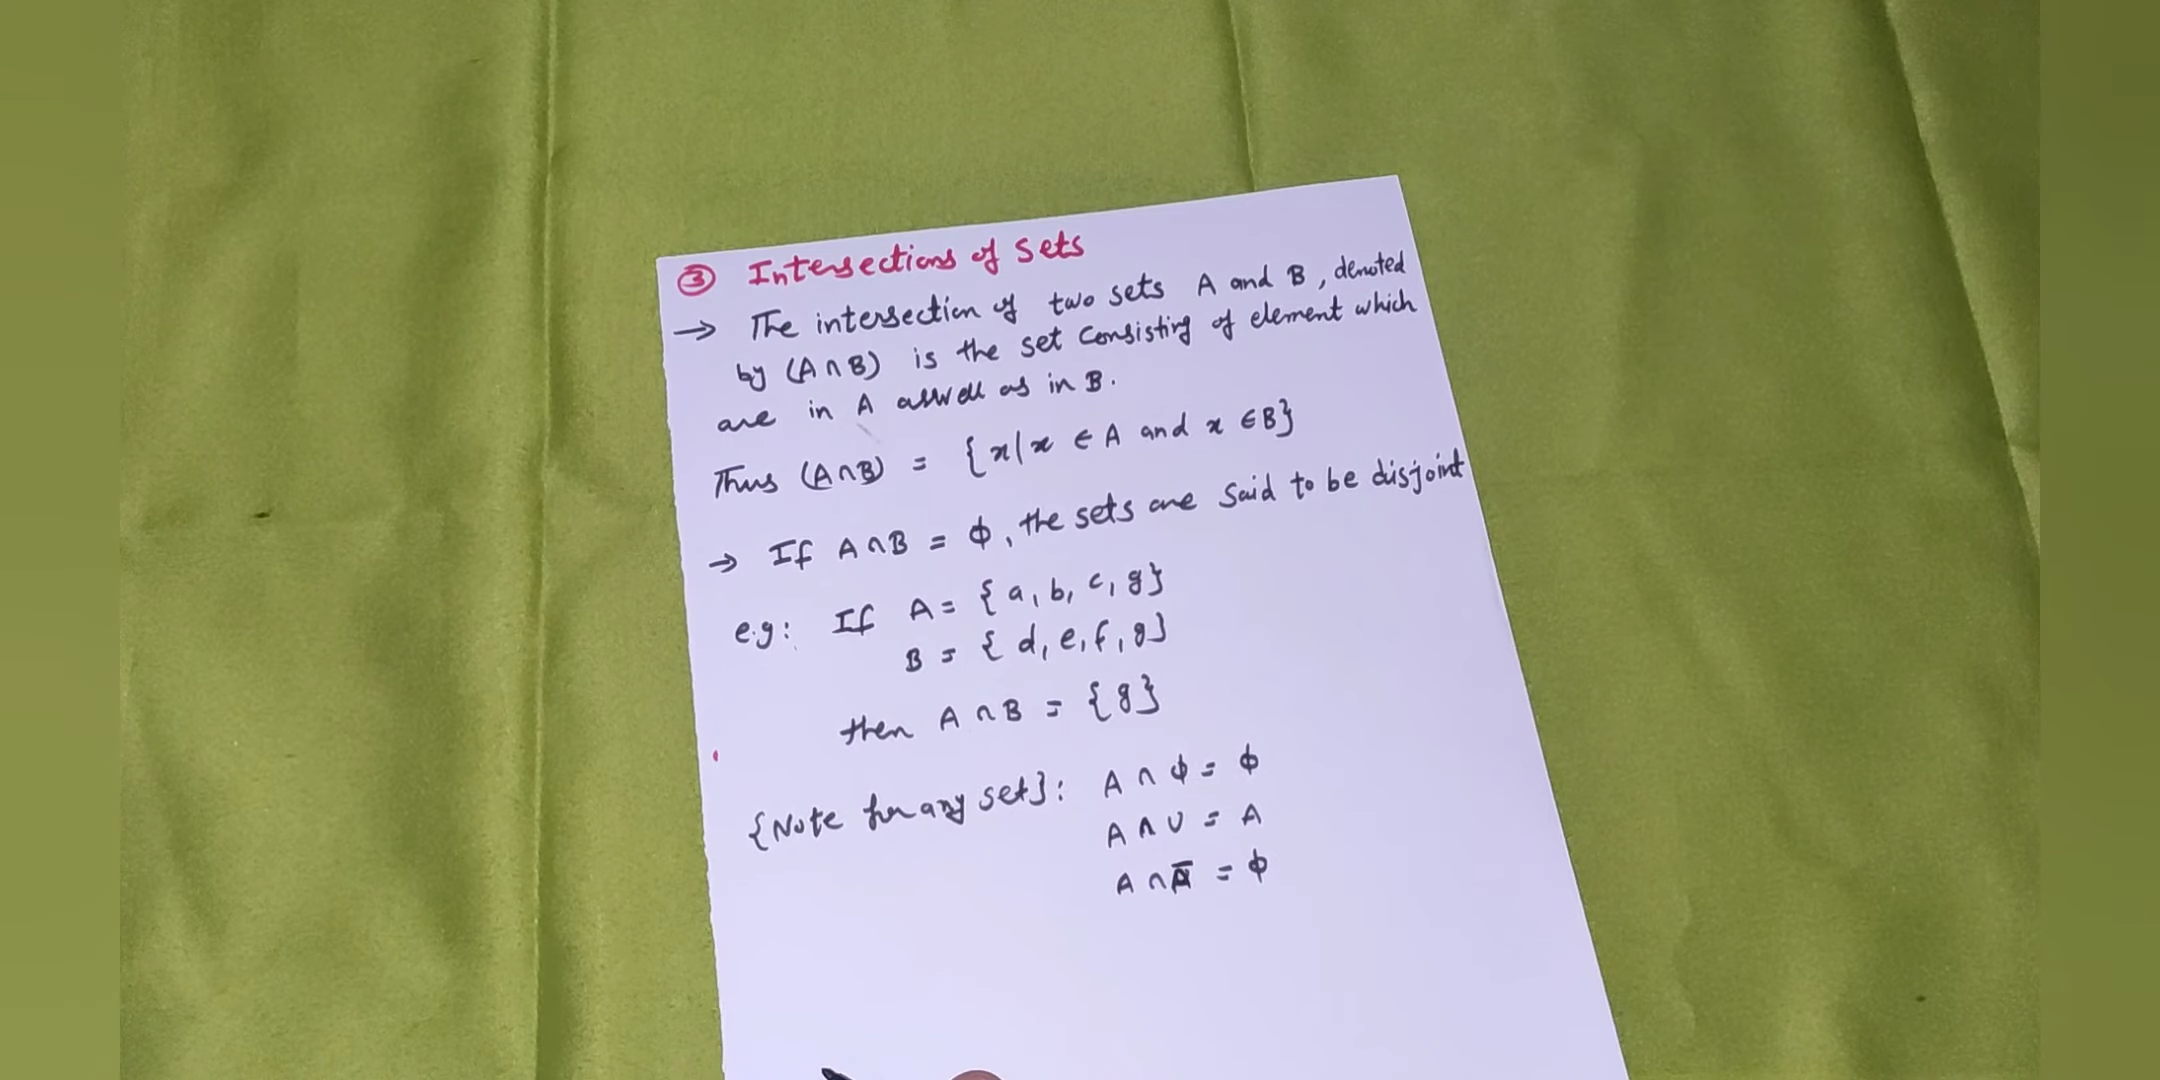 ③ Intersections of Sets
→ The intersection of two sets A and B, denoted
by (A ∩ B) is the set consisting of element which
are in A aswell as in B.
Thus (A∩B) = {x/x ∈ A and x ∈ B}
→ If A ∩ B = ϕ, the sets are said to be disjoint
e.g: If A = {a, b, c, g}
B = {d, e, f, g}
then A ∩ B = {g}
{Note for any set}: A ∩ ϕ = ϕ
A ∩ U = A
A ∩ Ā = ϕ